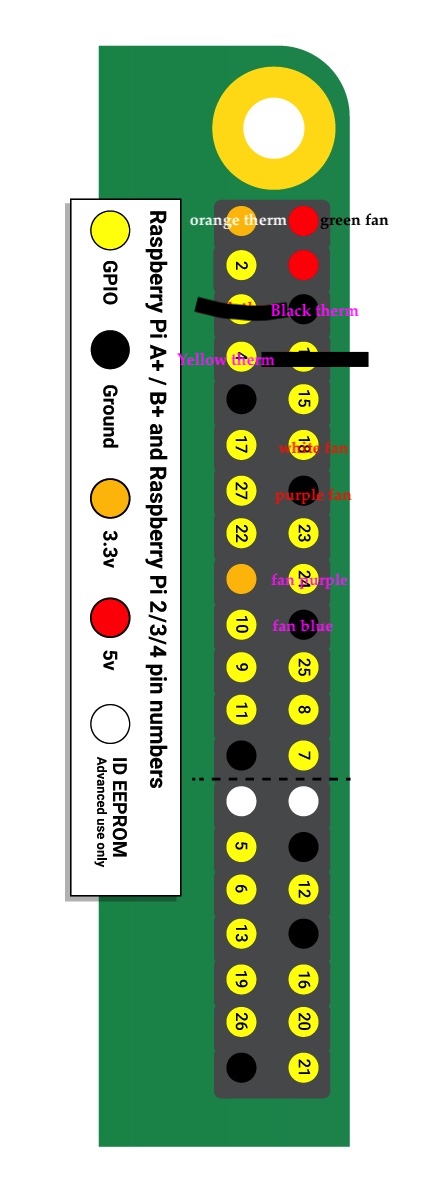 orange therm
green fan
2
Black therm
Yellow therm
4
15
17
white fan
27
purple fan
22
23
fan purple
24
10
fan blue
9
25
11
8
7
5
6
12
13
19
16
26
20
21
Raspberry Pi A+ / B+ and Raspberry Pi 2/3/4 pin numbers
GPIO
Ground
3.3v
5v
ID EEPROM
Advanced use only